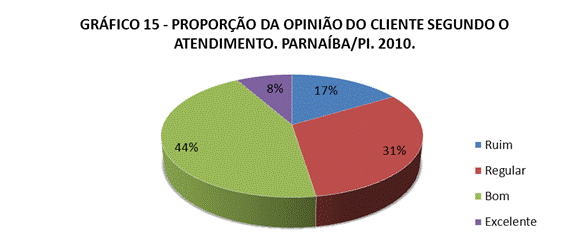 GRÁFICO 15 - PROPORÇÃO DA OPINIÃO DO CLIENTE SEGUNDO O
ATENDIMENTO. PARNAÍBA/PI. 2010.
8%
17%
44%
31%
Ruim
Regular
Bom
Excelente